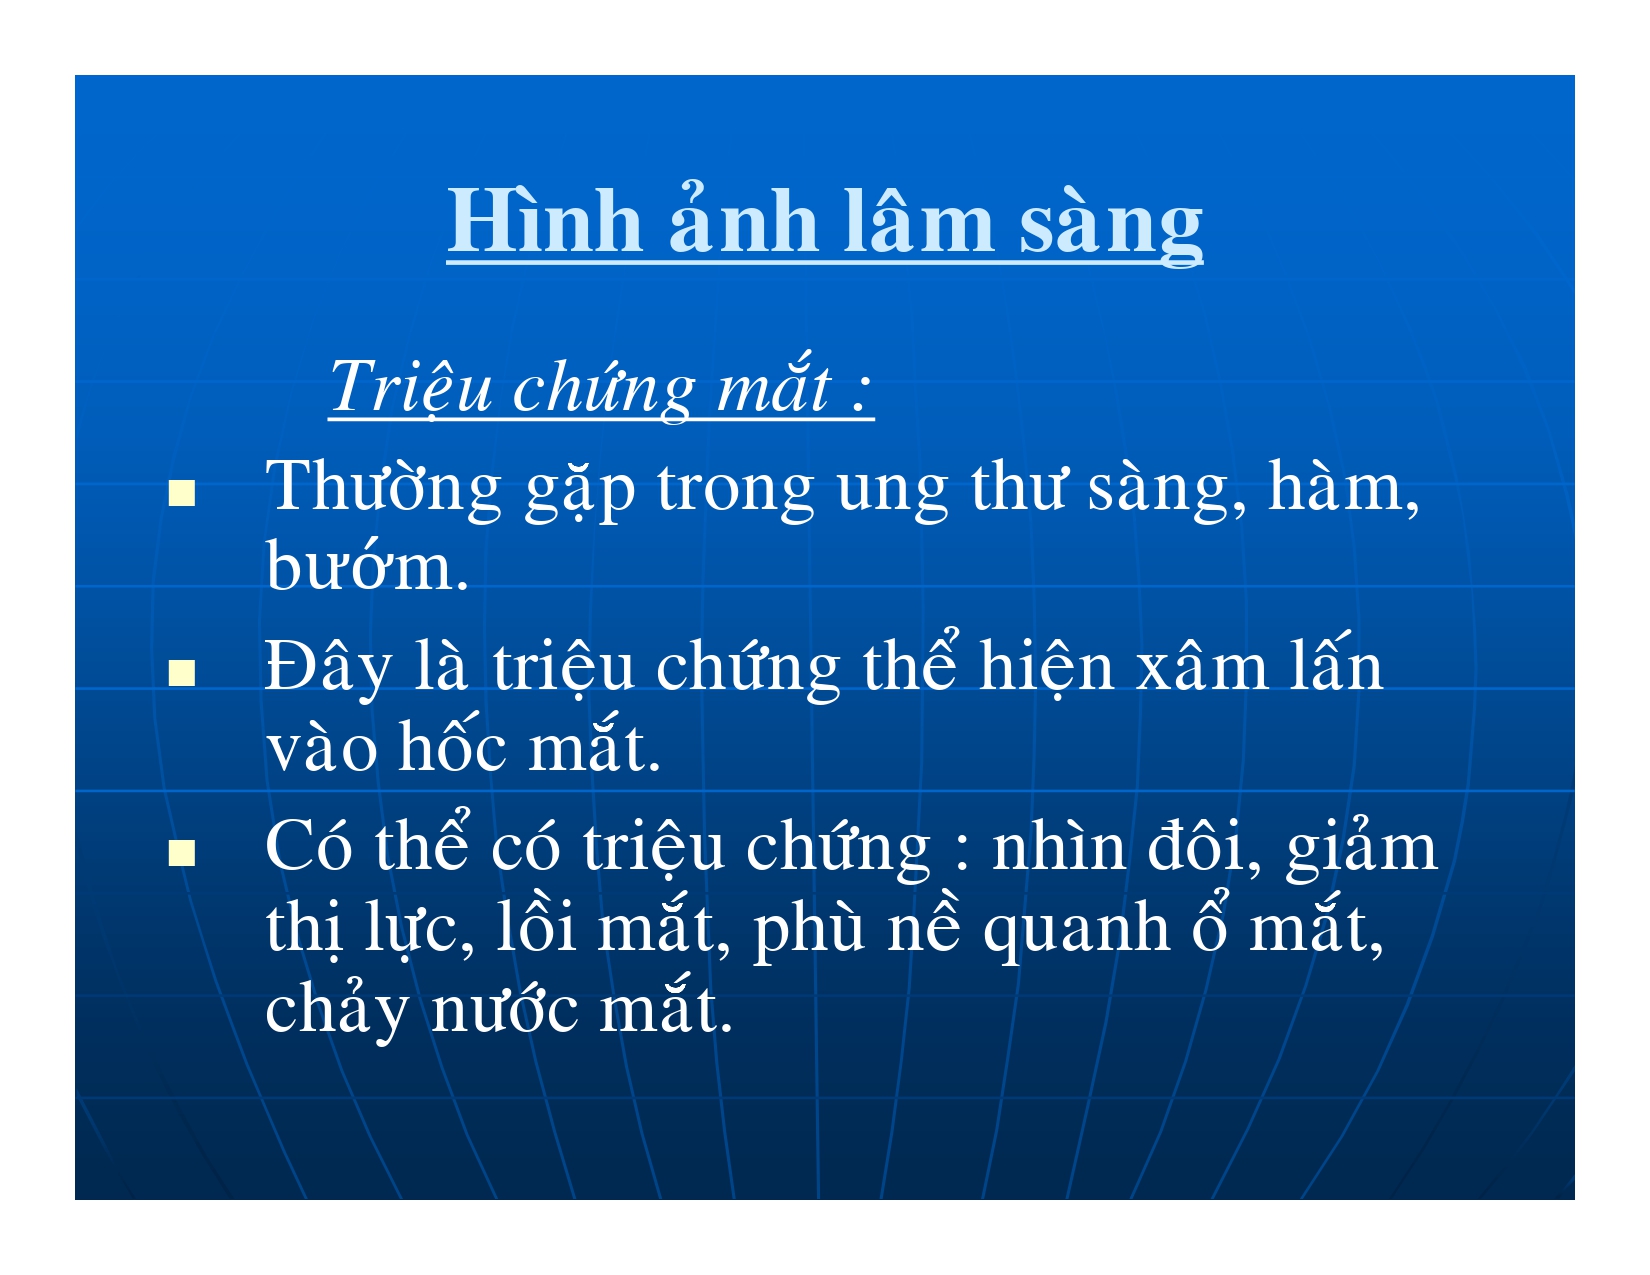 Hình ảnh lâm sàng
Triệu chứng mắt :
Thường gặp trong ung thư sàng, hàm,
bướm.
Đây là triệu chứng thể hiện xâm lấn
vào hốc mắt.
Có thể có triệu chứng : nhìn đôi, giảm
thị lực, lồi mắt, phù nề quanh ổ mắt,
chảy nước mắt.